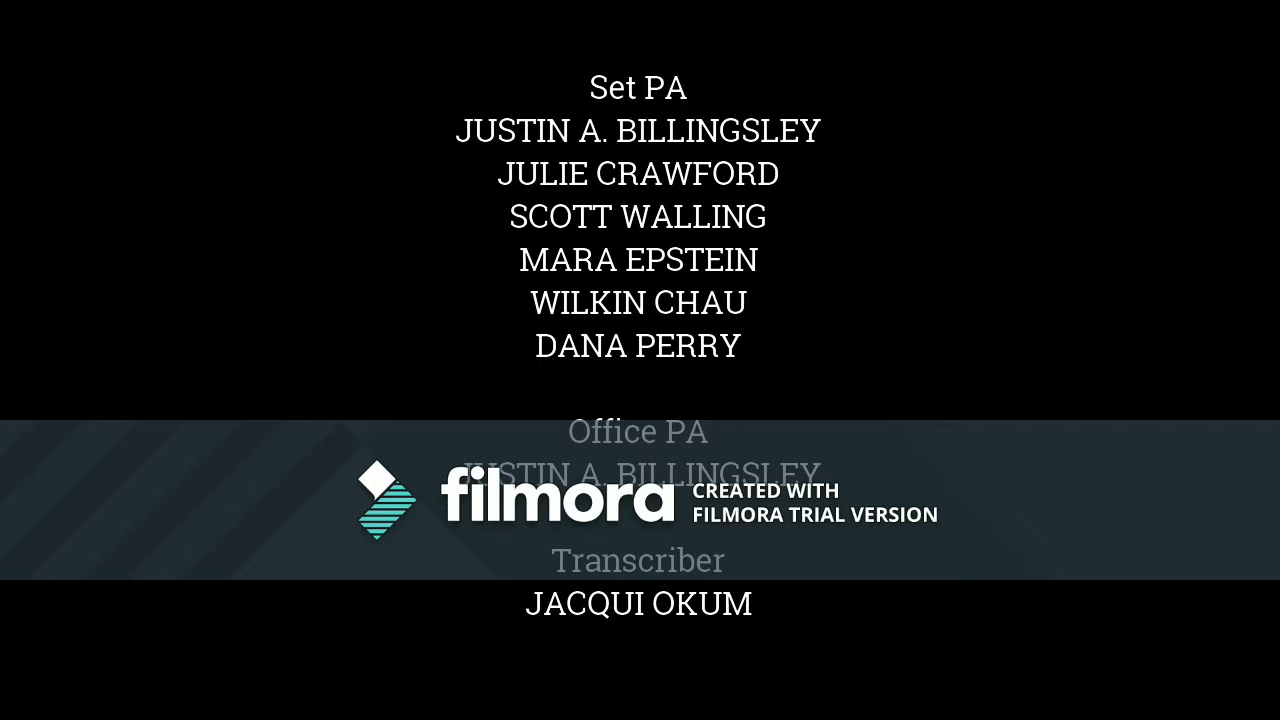 Set PA
JUSTIN A. BILLINGSLEY
JULIE CRAWFORD
SCOTT WALLING
MARA EPSTEIN
WILKIN CHAU
DANA PERRY
Office PA
JUSTIN A. BILLINGSLEY
filmora
CREATED WITH
FILMORA TRIAL VERSION
Transcriber
JACQUI OKUM